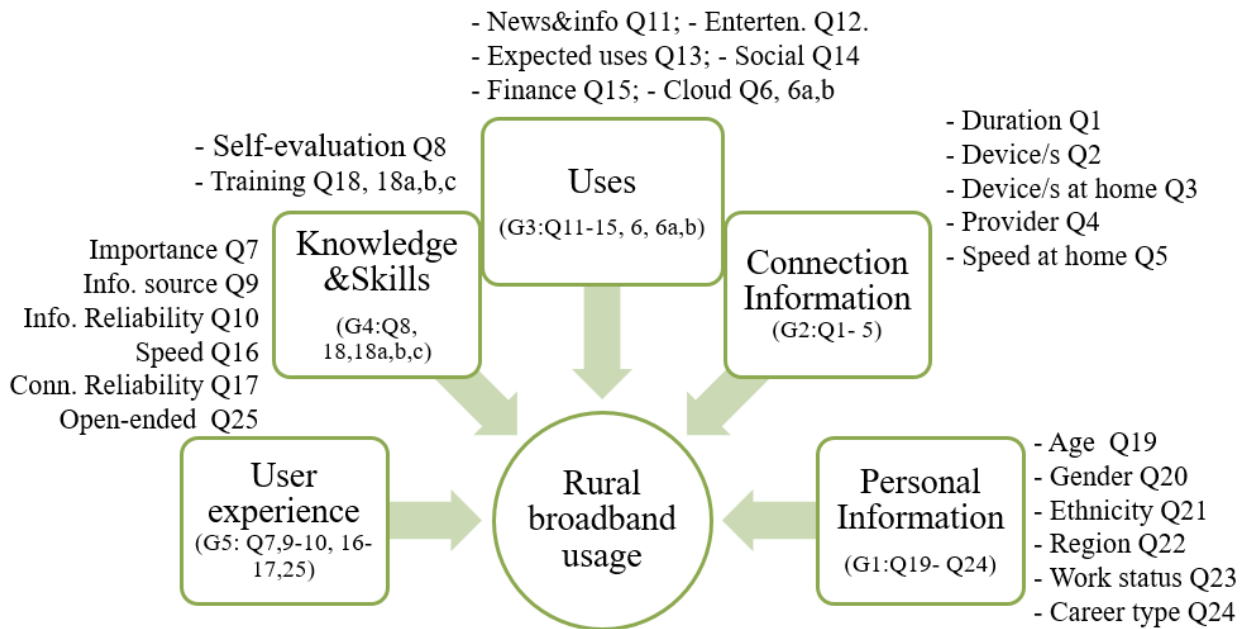 - News&info Q11; - Enterten. Q12.
- Expected uses Q13; - Social Q14
- Finance Q15; - Cloud Q6, 6a,b
- Self-evaluation Q8
- Training Q18, 18a,b,c
Uses
(G3:Q11-15, 6, 6a,b)
- Duration Q1
- Device/s Q2
- Device/s at home Q3
- Provider Q4
- Speed at home Q5
Importance Q7
Info. source Q9
Info. Reliability Q10
Speed Q16
Conn. Reliability Q17
Open-ended Q25
Knowledge
&Skills
(G4:Q8,
18,18a,b,c)
Connection
Information
(G2:Q1- 5)
User
experience
(G5: Q7,9-10, 16-
17,25)
Rural
broadband
usage
Personal
Information
(G1:Q19- Q24)
- Age Q19
- Gender Q20
- Ethnicity Q21
- Region Q22
- Work status Q23
- Career type Q24